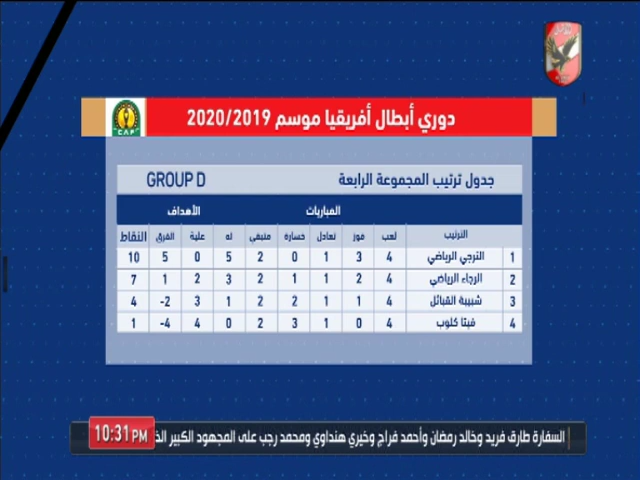 دوري أبطال أفريقيا موسم 2020/2019
CAP
جدول ترتيب المجموعة الرابعة GROUP D
المباريات الأهداف
الترتيب لعب فوز تعادل خسارة متبقي له علية الفرق النقاط
1 الترجي الرياضي 4 3 1 0 2 5 0 5 10
2 الرجاء الرياضي 4 2 1 1 2 3 2 1 7
3 شبيبة القبائل 4 1 1 2 2 1 3 2- 4
4 فيتا كلوب 4 0 1 3 2 0 4 4- 1
السفارة طارق فريد وخالد رمضان وأحمد فراج وخيري هنداوي ومحمد رجب على المجهود الكبير الذ
10:31 PM